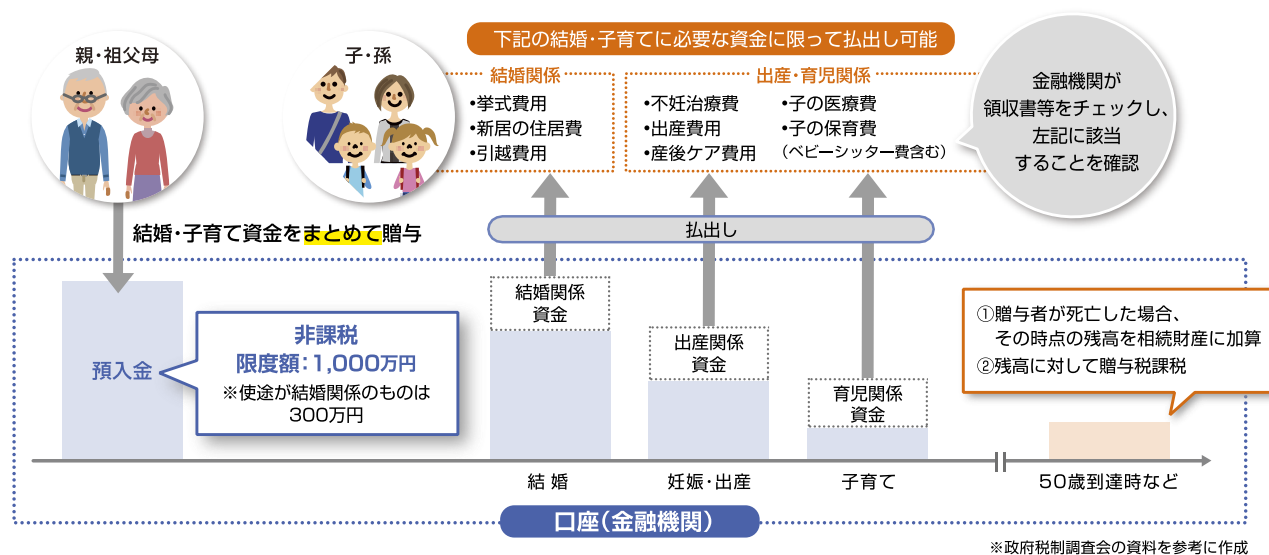 親・祖父母
子・孫
下記の結婚・子育てに必要な資金に限って払出し可能
結婚関係
•挙式費用
•新居の住居費
•引越費用
出産・育児関係
•不妊治療費
•出産費用
•産後ケア費用
•子の医療費
•子の保育費
（ベビーシッター費含む）
金融機関が
領収書等をチェックし、
左記に該当
することを確認
結婚・子育て資金をまとめて贈与
払出し
預入金
非課税
限度額：1,000万円
※使途が結婚関係のものは
300万円
結婚関係
資金
出産関係
資金
育児関係
資金
①贈与者が死亡した場合、
その時点の残高を相続財産に加算
②残高に対して贈与税課税
結 婚
妊娠・出産
子育て
50歳到達時など
口座（金融機関）
※政府税制調査会の資料を参考に作成